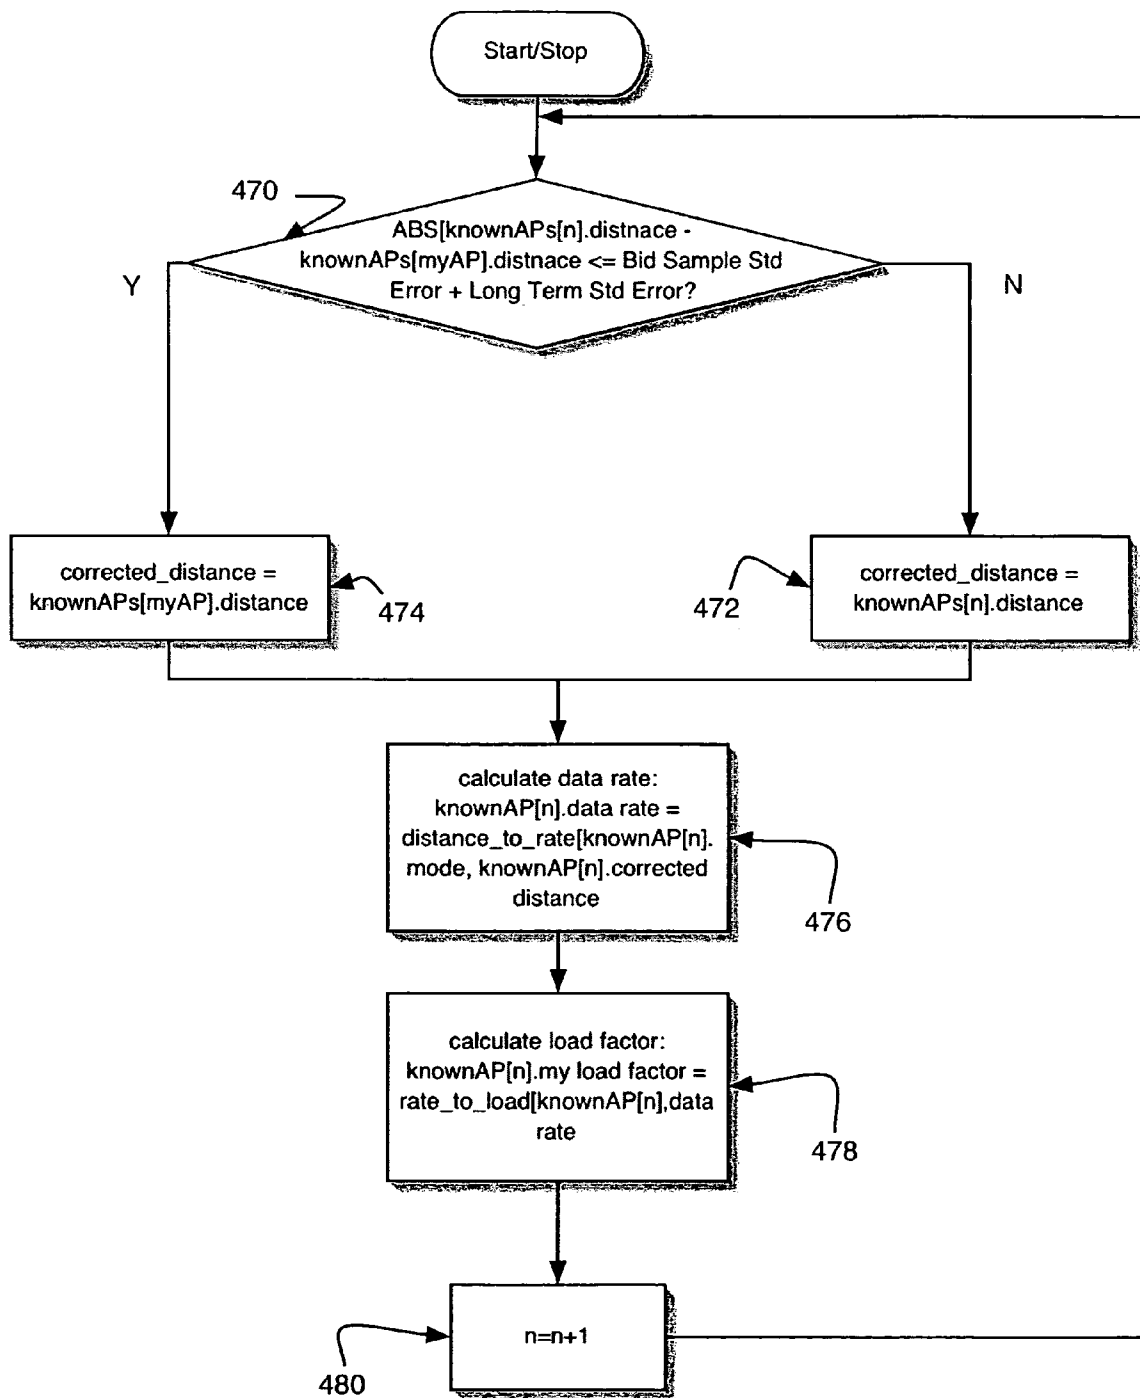 Start/Stop
470
ABS[knownAPs[n].distnace -
knownAPs[myAP].distnace <= Bid Sample Std
Error + Long Term Std Error?
Y
N
corrected_distance =
knownAPs[myAP].distance
474
472
corrected_distance =
knownAPs[n].distance
calculate data rate:
knownAP[n].data rate =
distance_to_rate[knownAP[n].
mode, knownAP[n].corrected
distance
476
calculate load factor:
knownAP[n].my load factor =
rate_to_load[knownAP[n],data
rate
478
n=n+1
480